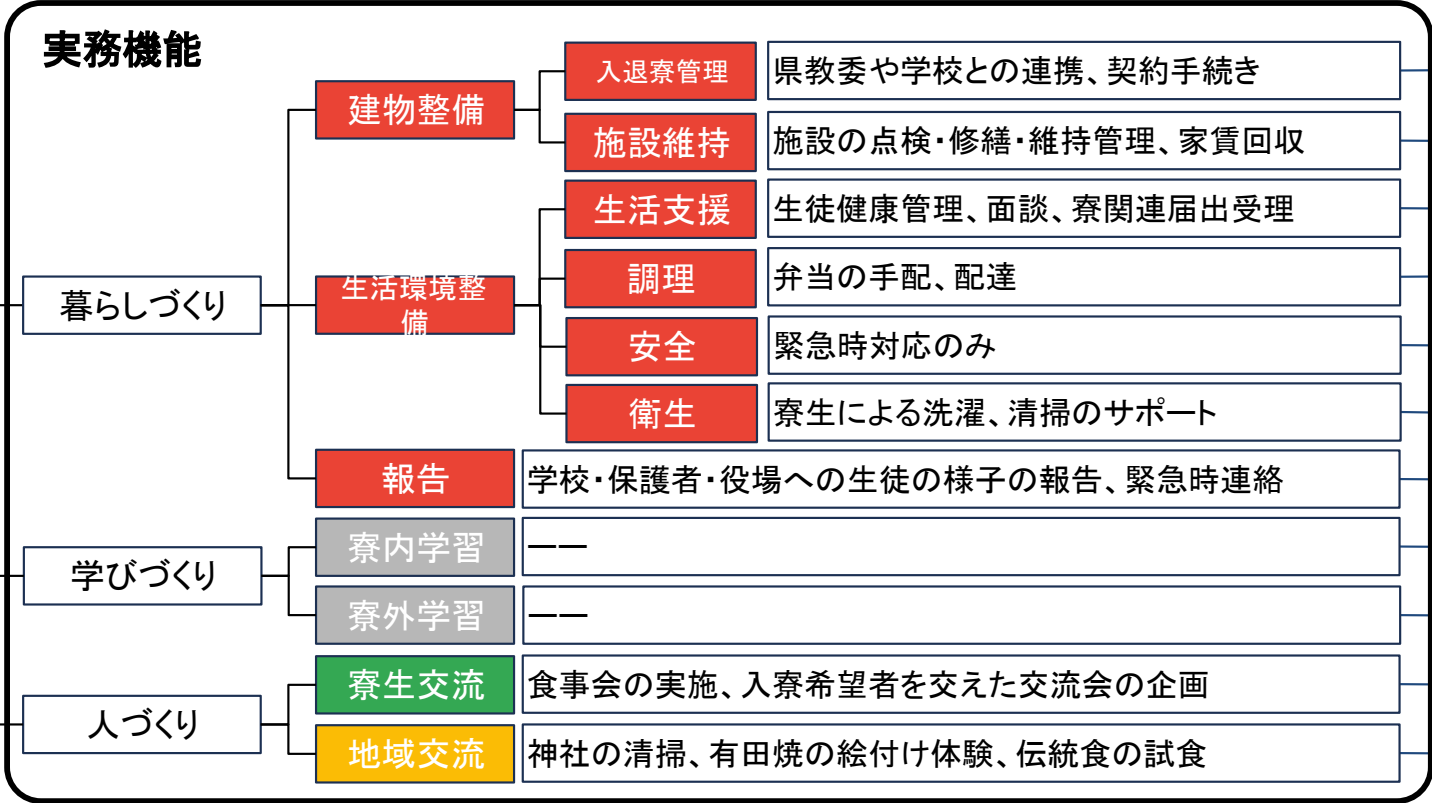 実務機能
入退寮管理
県教委や学校との連携、契約手続き
建物整備
施設維持
施設の点検・修繕・維持管理、家賃回収
生活支援
生徒健康管理、面談、寮関連届出受理
暮らしづくり
生活環境整
備
調理
弁当の手配、配達
安全
緊急時対応のみ
衛生
寮生による洗濯、清掃のサポート
報告
学校・保護者・役場への生徒の様子の報告、緊急時連絡
学びづくり
寮内学習
――
寮外学習
――
人づくり
寮生交流
食事会の実施、入寮希望者を交えた交流会の企画
地域交流
神社の清掃、有田焼の絵付け体験、伝統食の試食